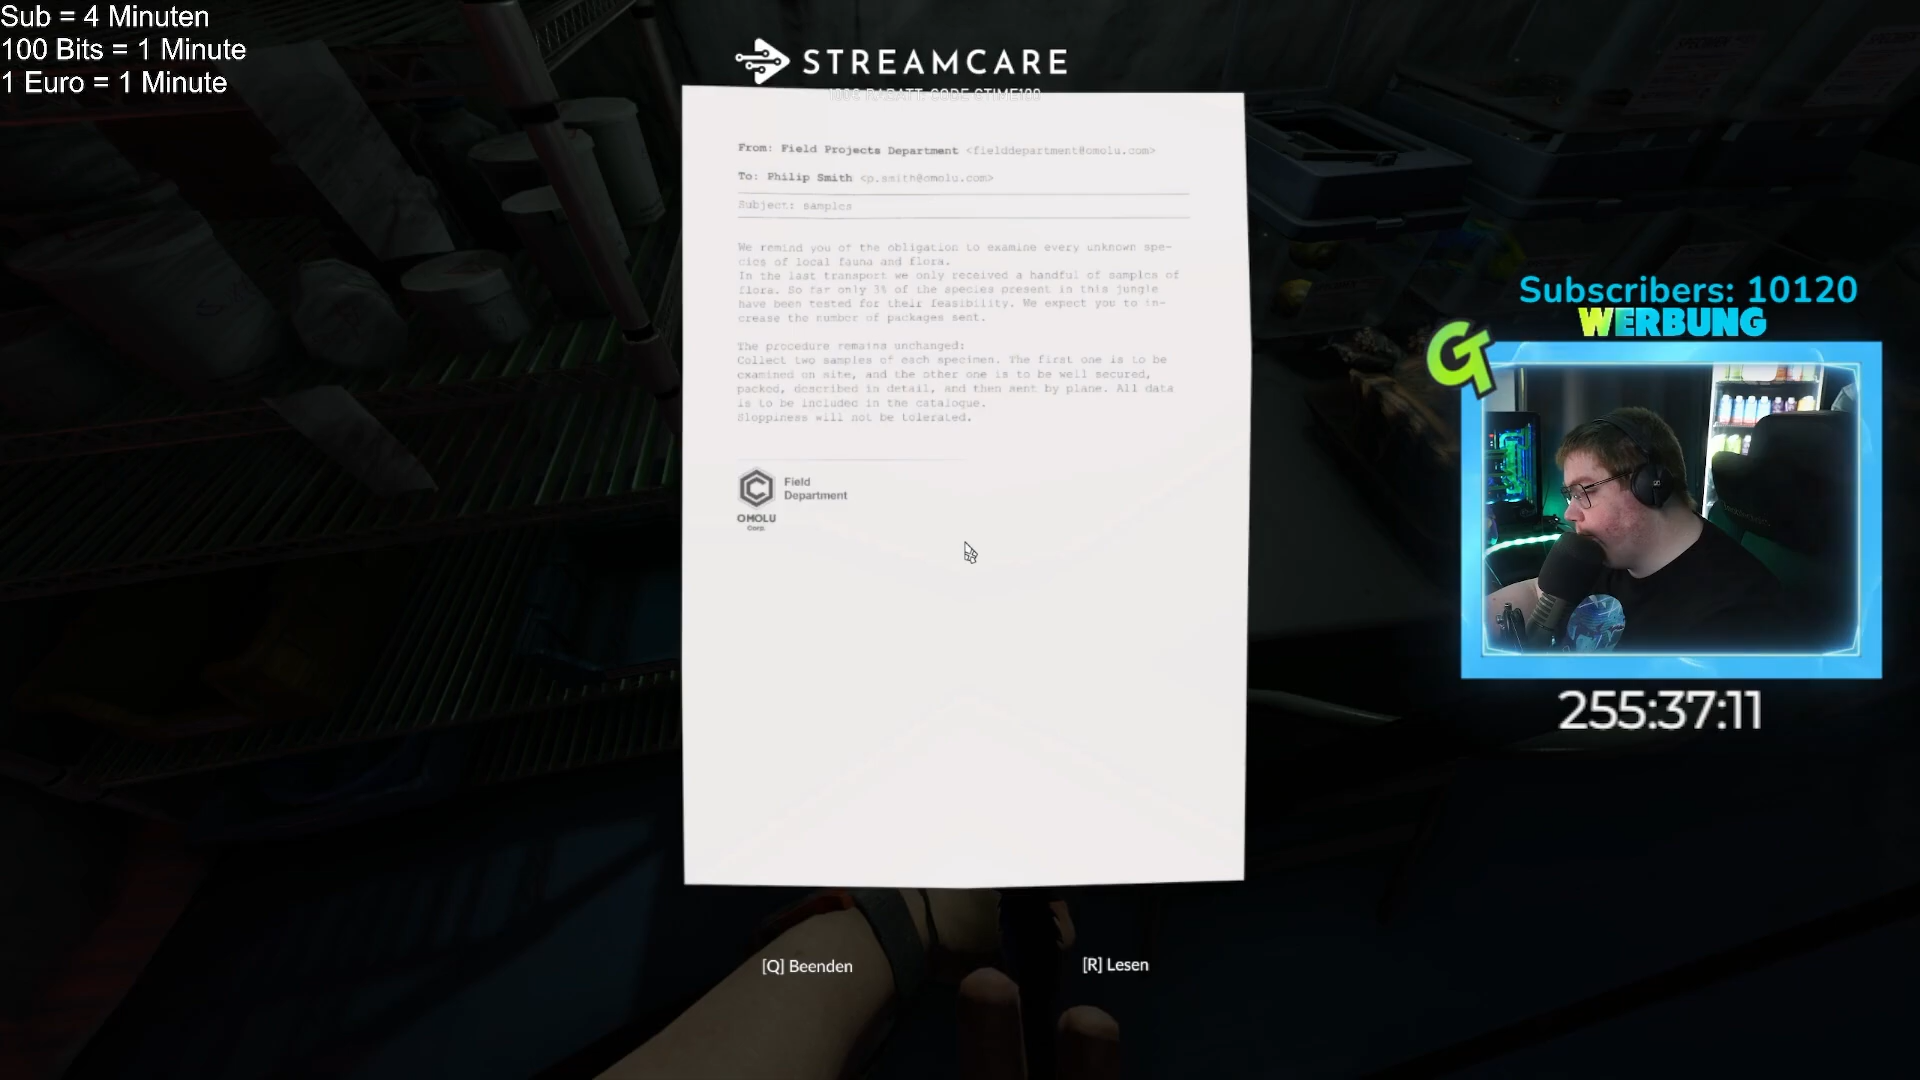 Sub = 4 Minuten
100 Bits = 1 Minute
1 Euro = 1 Minute
STREAMCARE
From: Field Projects Department <fielddepartment@omolu.com>
To: Philip Smith <p.smith@omolu.com>
Subject: samples
We remind you of the obligation to examine every unknown spe-
cies of local fauna and flora.
In the last transport we only received a handful of samples of
flora. So far only 3% of the species present in this jungle
have been tested for their feasibility. We expect you to in-
crease the number of packages sent.
The procedure remains unchanged:
Collect two samples of each specimen. The first one is to be
examined on site, and the other one is to be well secured,
packed, described in detail, and then sent by plane. All data
is to be included in the catalogue.
Sloppiness will not be tolerated.
Field
Department
OMOLU
Corp.
[Q] Beenden
[R] Lesen
Subscribers: 10120
WERBUNG
255:37:11